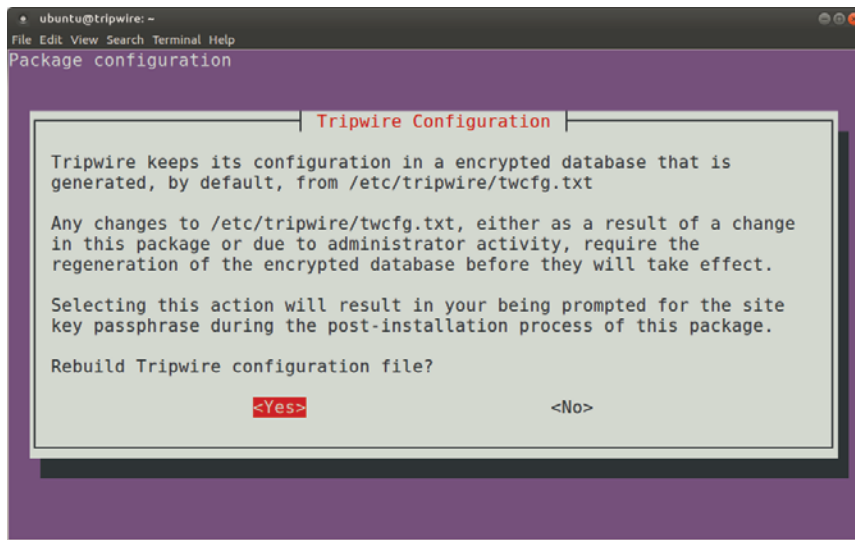 ubuntu@tripwire: ~
File Edit View Search Terminal Help
Package configuration
Tripwire Configuration
Tripwire keeps its configuration in a encrypted database that is
generated, by default, from /etc/tripwire/twcfg.txt
Any changes to /etc/tripwire/twcfg.txt, either as a result of a change
in this package or due to administrator activity, require the
regeneration of the encrypted database before they will take effect.
Selecting this action will result in your being prompted for the site
key passphrase during the post-installation process of this package.
Rebuild Tripwire configuration file?
<Yes> <No>